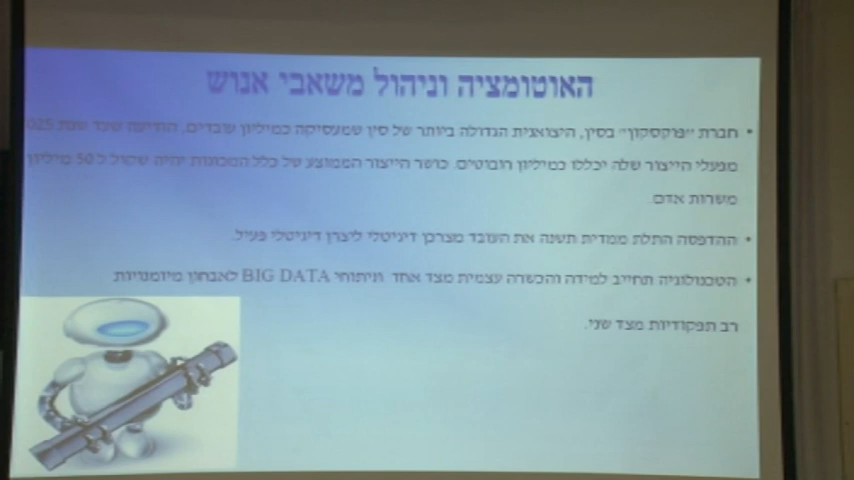 האוטומציה וניהול משאבי אנוש
• חברת "פוקסקון" בסין, היצואנית הגדולה ביותר של סין שמעסיקה כמיליון עובדים, הודיעה שעד שנת 2025
מפעלי הייצור שלה יכללו כמיליון רובוטים. כושר הייצור הממוצע של כלל המכונות יהיה שקול ל 50 מיליון
משרות אדם.
• ההדפסה התלת ממדית תשנה את העובד מצרכן דיגיטלי ליצרן דיגיטלי פעיל.
• הטכנולוגיה תחייב למידה והכשרה עצמית מצד אחד וניתוחי BIG DATA לאבחון מיומנויות
רב תפקודיות מצד שני.